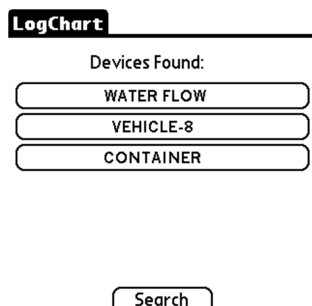 LogChart
Devices Found:
WATER FLOW
VEHICLE-8
CONTAINER
Search